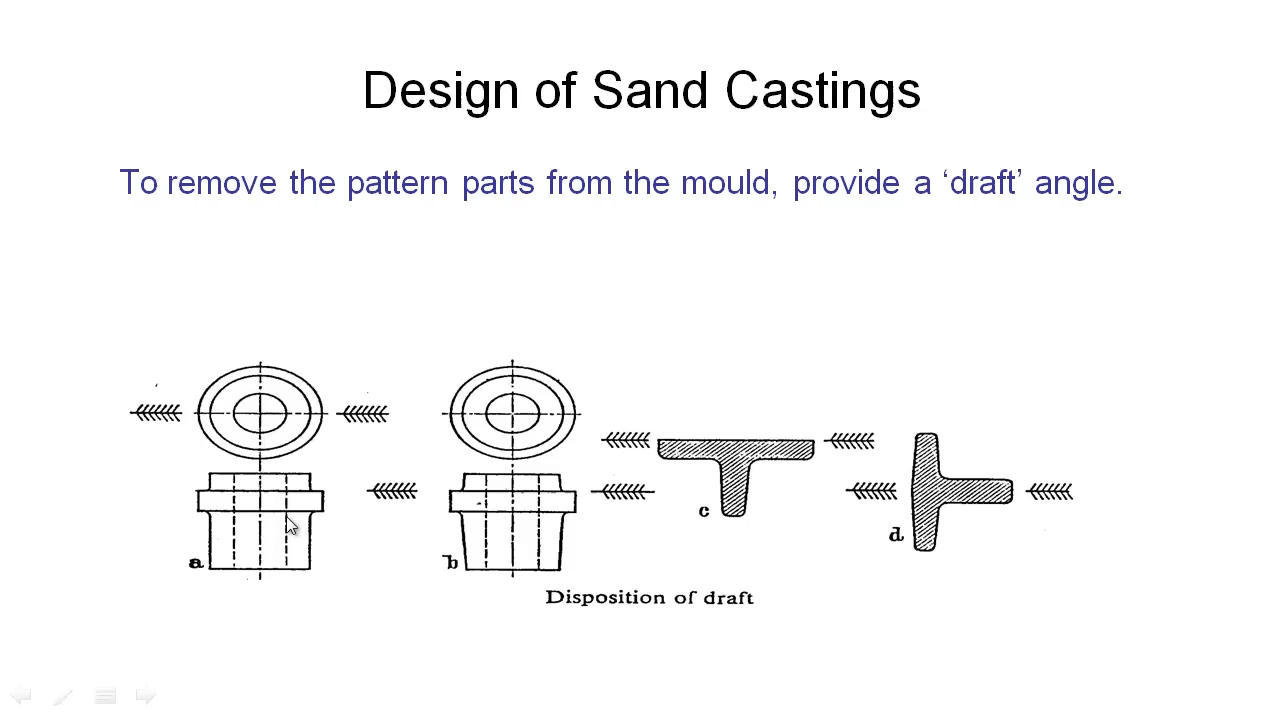 Design of Sand Castings
To remove the pattern parts from the mould, provide a ‘draft’ angle.
a
b
c
d
Disposition of draft